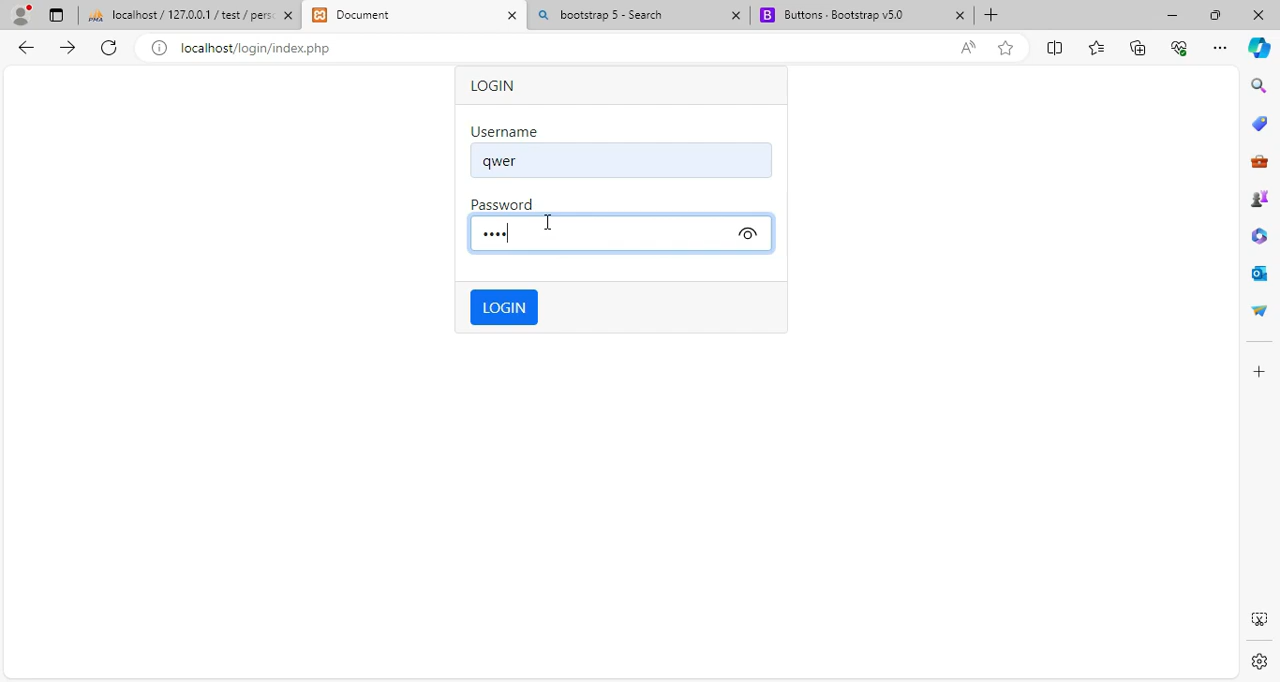 localhost / 127.0.0.1 / test / pers
Document
bootstrap 5 - Search
Buttons · Bootstrap v5.0
localhost/login/index.php
LOGIN
Username
qwer
Password
••••
LOGIN